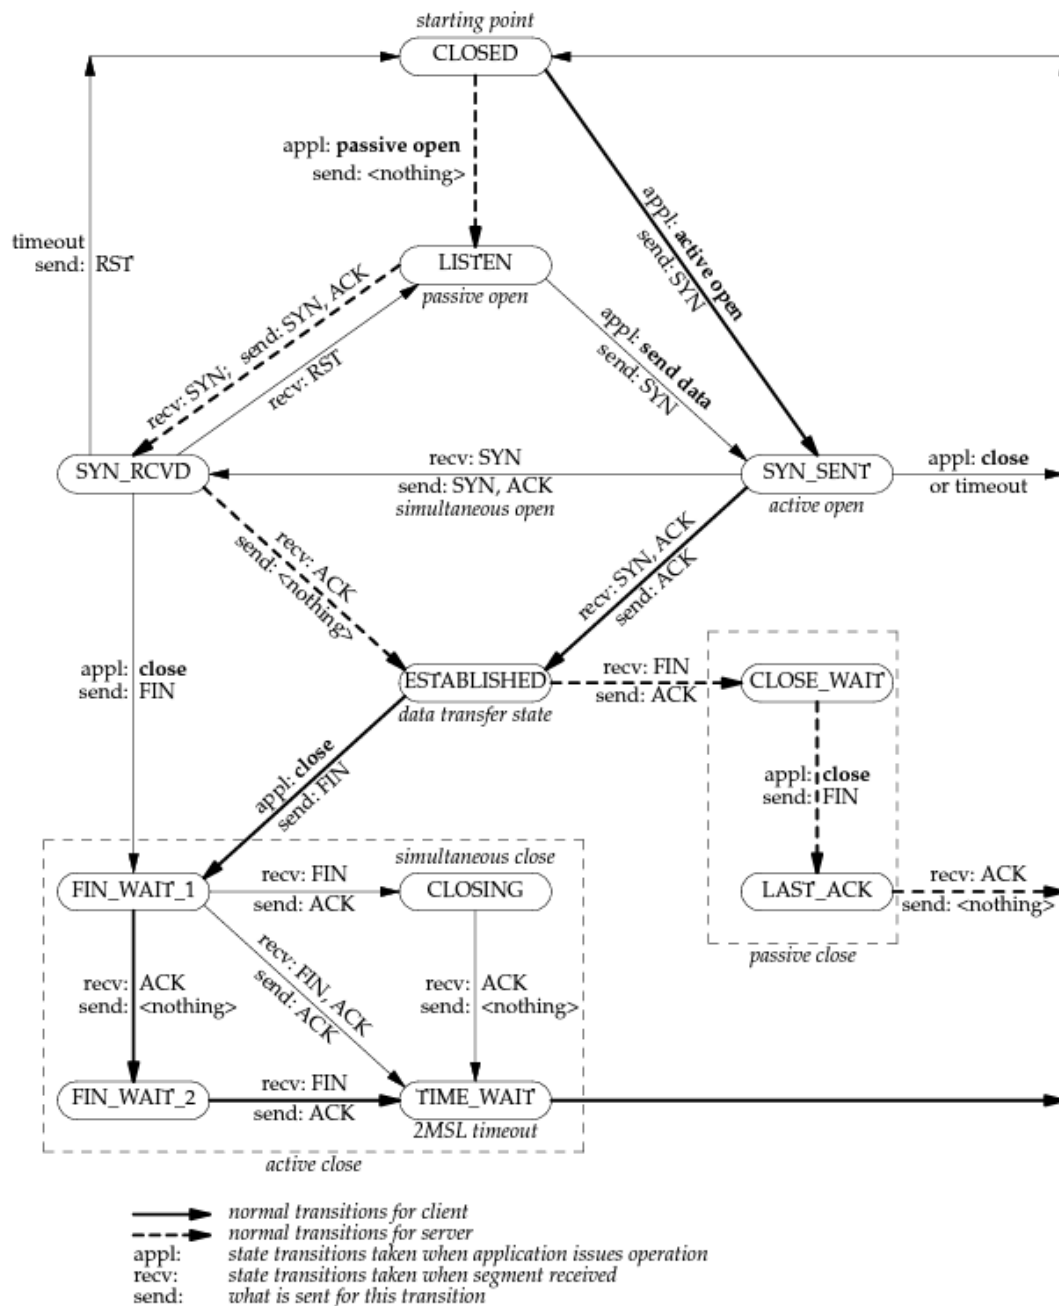 starting point
CLOSED
appl: passive open
send: <nothing>
appl: active open
send: SYN
timeout
send: RST
LISTEN
passive open
recv: SYN; send: SYN, ACK
recv: RST
appl: send data
send: SYN
SYN_RCVD
recv: SYN
send: SYN, ACK
simultaneous open
SYN_SENT
active open
appl: close
or timeout
recv: ACK
send: <nothing>
recv: SYN, ACK
send: ACK
appl: close
send: FIN
ESTABLISHED
data transfer state
recv: FIN
send: ACK
CLOSE_WAIT
appl: close
send: FIN
appl: close
send: FIN
simultaneous close
FIN_WAIT_1
recv: FIN
send: ACK
CLOSING
LAST_ACK
recv: ACK
send: <nothing>
passive close
recv: ACK
send: <nothing>
recv: FIN, ACK
send: ACK
recv: ACK
send: <nothing>
FIN_WAIT_2
recv: FIN
send: ACK
TIME_WAIT
2MSL timeout
active close
normal transitions for client
normal transitions for server
appl: state transitions taken when application issues operation
recv: state transitions taken when segment received
send: what is sent for this transition